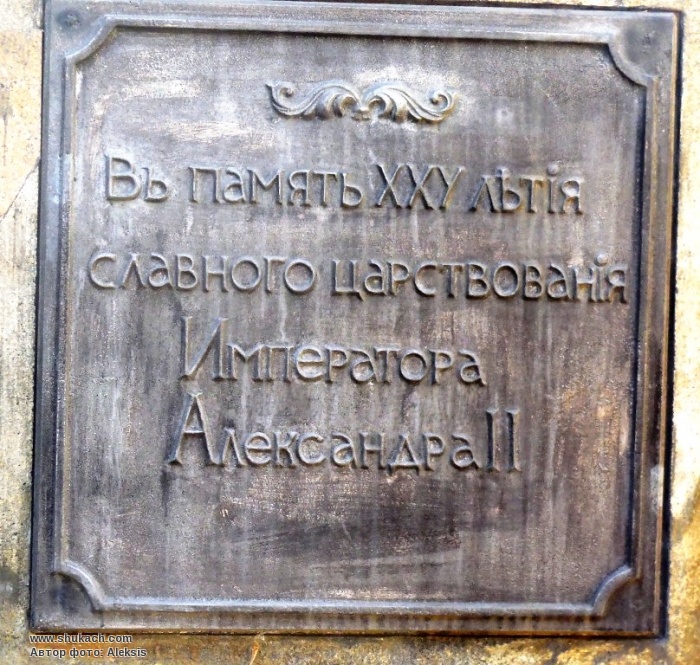 Въ память XXV лѣтія
славного царствованія
Императора
Александра II
www.shukach.com
Автор фото: Aleksis